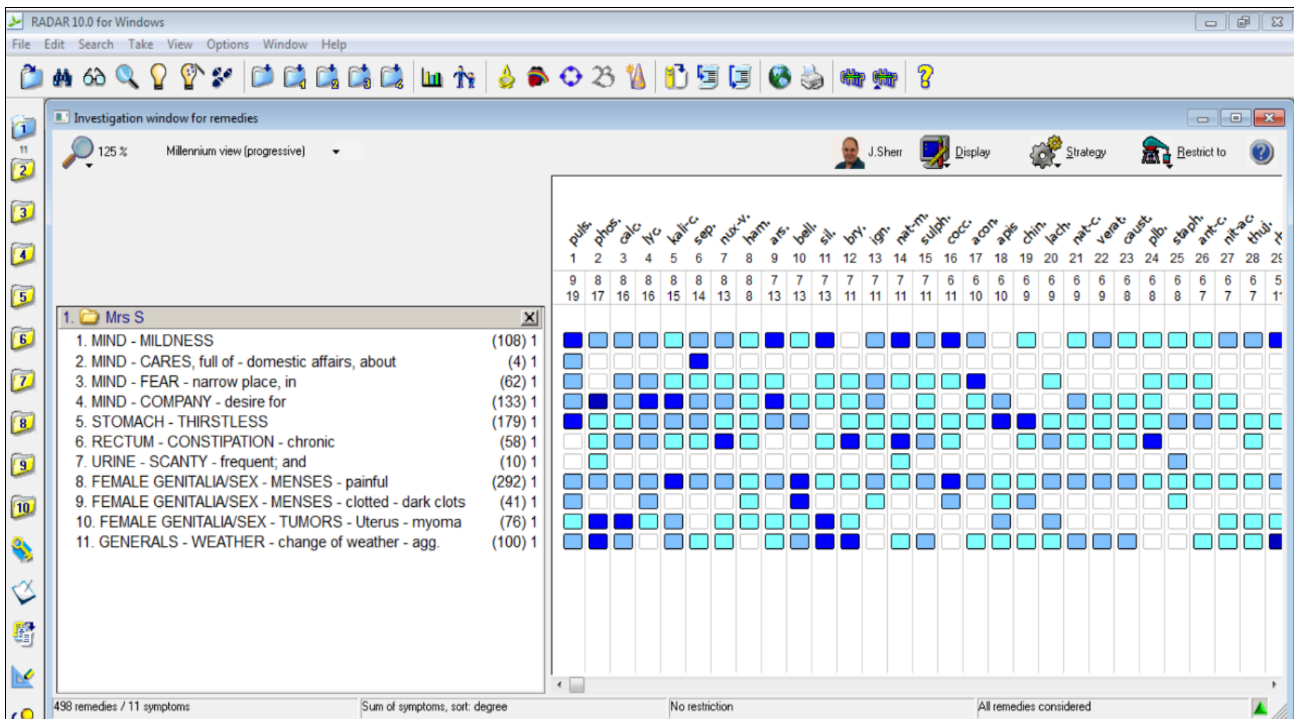 RADAR 10.0 for Windows
File Edit Search Take View Options Window Help
Investigation window for remedies
125 % Millennium view (progressive) J.Sherr Display Strategy Restrict to
puls. phos. calc. lyc. kali-c. sep. nux-v. ham. ars. bell. sil. bry. ign. nat-m. sulph. cocc. acon. apis chin. lach. nat-c. verat. caust. plb. staph. ant-c. nit-ac. thuj.
1 2 3 4 5 6 7 8 9 10 11 12 13 14 15 16 17 18 19 20 21 22 23 24 25 26 27 28 29
9 8 8 8 8 8 8 8 7 7 7 7 7 7 7 6 6 6 6 6 6 6 6 6 6 6 6 6 5
19 17 16 16 15 14 13 8 13 13 13 11 11 11 11 11 10 10 9 9 9 9 8 8 8 7 7 7 11
1. Mrs S
1. MIND - MILDNESS (108) 1
2. MIND - CARES, full of - domestic affairs, about (4) 1
3. MIND - FEAR - narrow place, in (62) 1
4. MIND - COMPANY - desire for (133) 1
5. STOMACH - THIRSTLESS (179) 1
6. RECTUM - CONSTIPATION - chronic (58) 1
7. URINE - SCANTY - frequent; and (10) 1
8. FEMALE GENITALIA/SEX - MENSES - painful (292) 1
9. FEMALE GENITALIA/SEX - MENSES - clotted - dark clots (41) 1
10. FEMALE GENITALIA/SEX - TUMORS - Uterus - myoma (76) 1
11. GENERALS - WEATHER - change of weather - agg. (100) 1
1
11
2
3
4
5
6
7
8
9
10
498 remedies / 11 symptoms Sum of symptoms, sort: degree No restriction All remedies considered